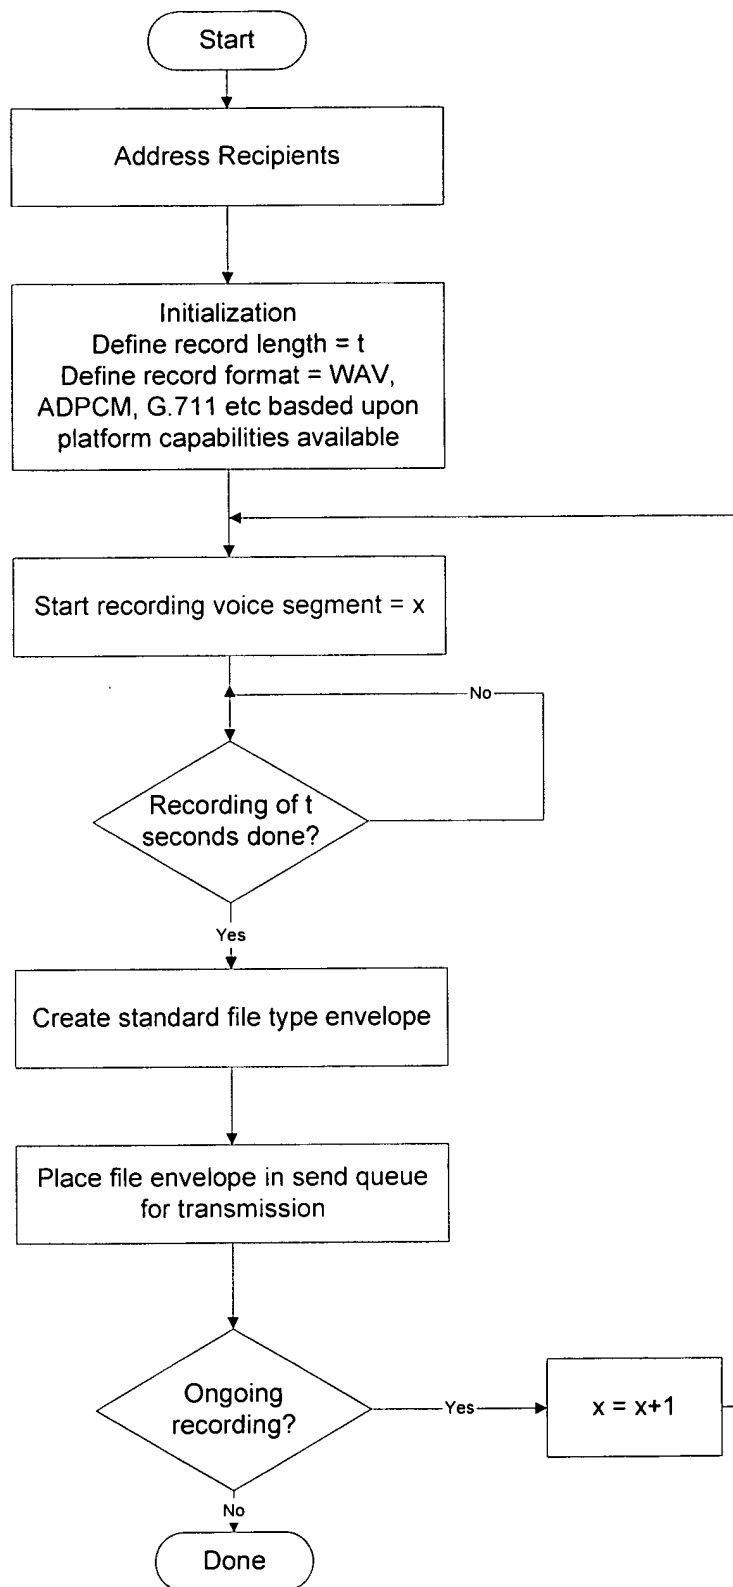 Start
Address Recipients
Initialization
Define record length = t
Define record format = WAV,
ADPCM, G.711 etc basded upon
platform capabilities available
Start recording voice segment = x
No
Recording of t
seconds done?
Yes
Create standard file type envelope
Place file envelope in send queue
for transmission
Ongoing
recording?
Yes
x = x+1
No
Done